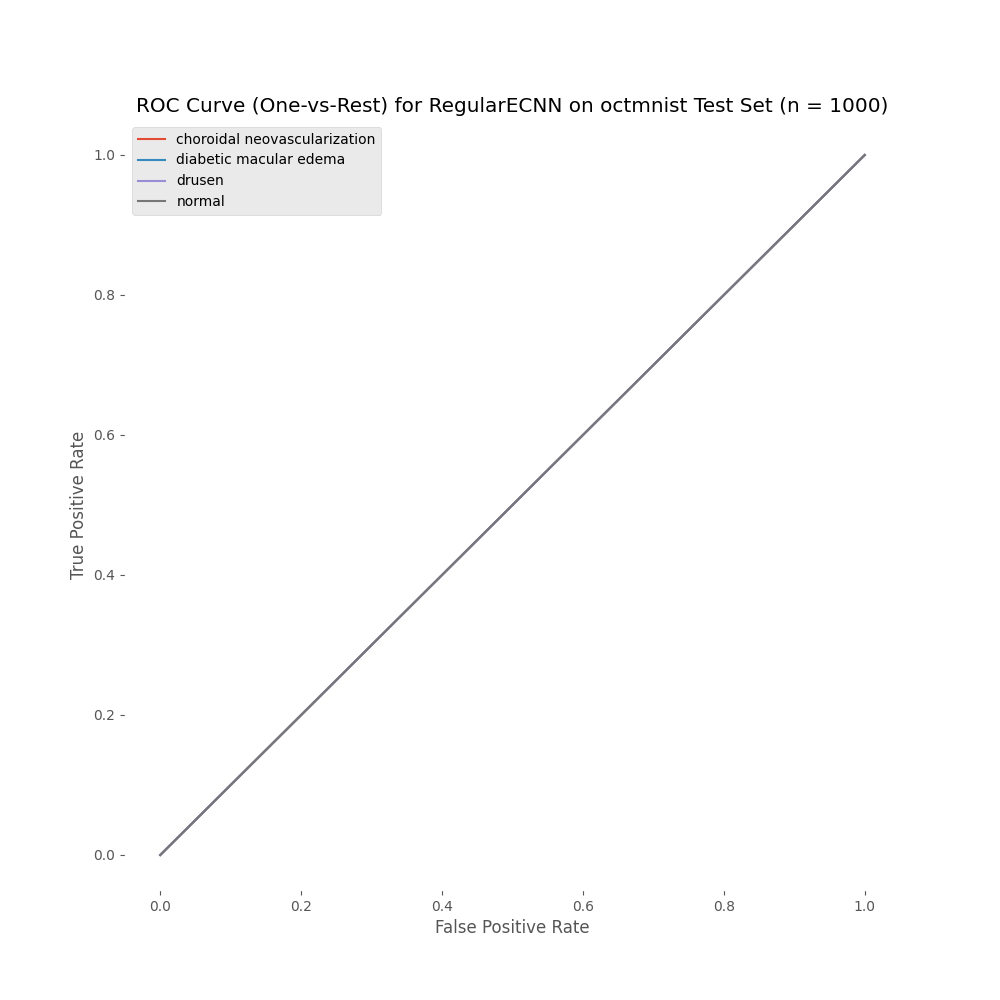 ROC Curve (One-vs-Rest) for RegularECNN on octmnist Test Set (n = 1000)
choroidal neovascularization
diabetic macular edema
drusen
normal
1.0
0.8
0.6
0.4
0.2
0.0
True Positive Rate
0.0 0.2 0.4 0.6 0.8 1.0
False Positive Rate